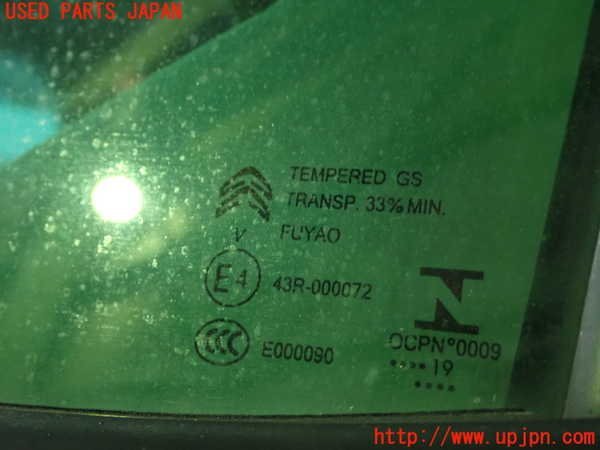 USED PARTS JAPAN
TEMPERED GS
TRANSP. 33% MIN.
V FUYAO
E4 43R-000072
CCC E000090
OCPN°0009
•••• 19
••••
http://www.upjpn.com/